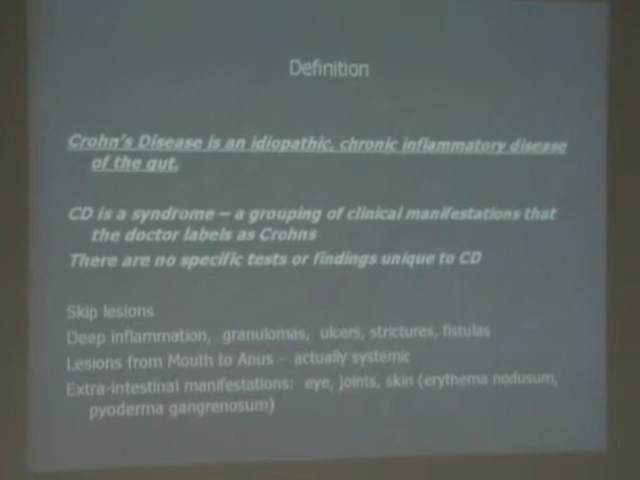 Definition
Crohn's Disease is an idiopathic, chronic inflammatory disease
of the gut.
CD is a syndrome – a grouping of clinical manifestations that
the doctor labels as Crohns
There are no specific tests or findings unique to CD
Skip lesions
Deep inflammation, granulomas, ulcers, strictures, fistulas
Lesions from Mouth to Anus - actually systemic
Extra-intestinal manifestations: eye, joints, skin (erythema nodusum,
pyoderma gangrenosum)